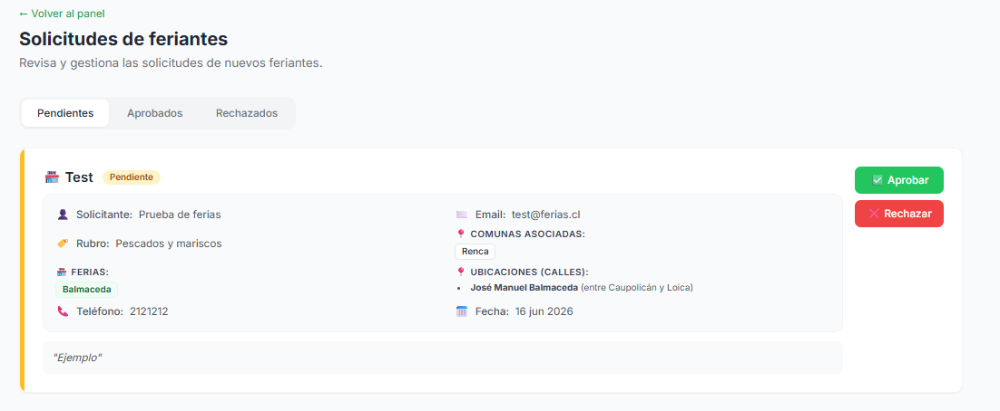 ← Volver al panel
Solicitudes de feriantes
Revisa y gestiona las solicitudes de nuevos feriantes.
Pendientes Aprobados Rechazados
Test Pendiente
Aprobar
Rechazar
Solicitante: Prueba de ferias
Email: test@ferias.cl
Rubro: Pescados y mariscos
COMUNAS ASOCIADAS:
Renca
FERIAS:
Balmaceda
UBICACIONES (CALLES):
• José Manuel Balmaceda (entre Caupolicán y Loica)
Teléfono: 2121212
Fecha: 16 jun 2026
"Ejemplo"